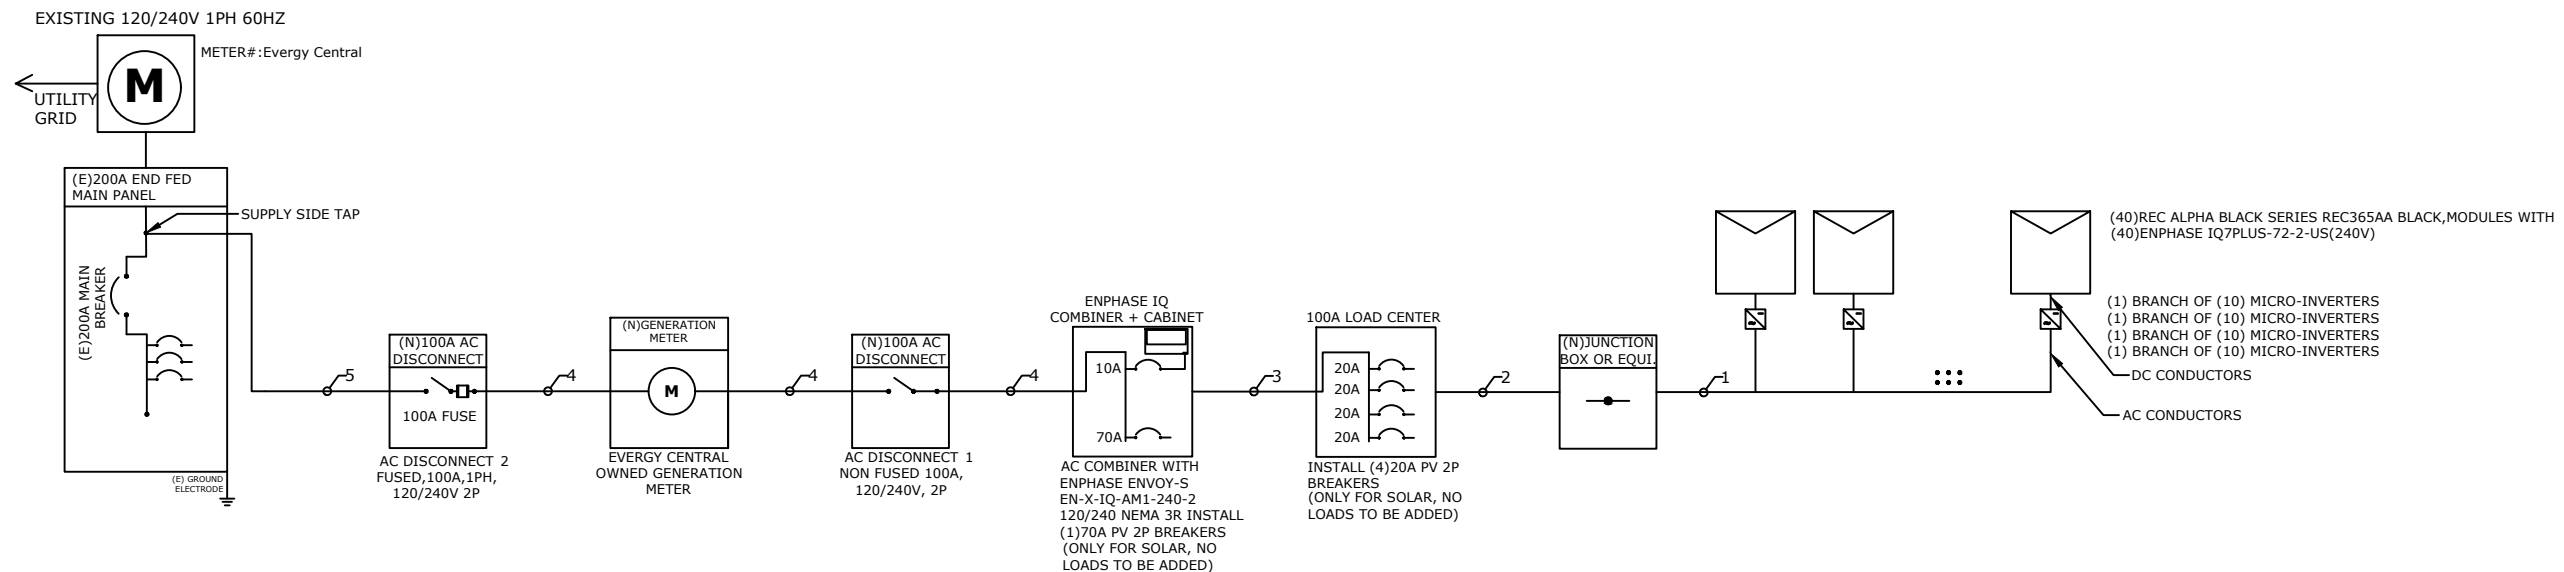 EXISTING 120/240V 1PH 60HZ
METER#:Evergy Central
M
UTILITY
GRID
(E)200A END FED
MAIN PANEL
SUPPLY SIDE TAP
(E)200A MAIN
BREAKER
(E) GROUND
ELECTRODE
5
(N)100A AC
DISCONNECT
100A FUSE
AC DISCONNECT 2
FUSED,100A,1PH,
120/240V 2P
4
(N)GENERATION
METER
M
EVERGY CENTRAL
OWNED GENERATION
METER
4
(N)100A AC
DISCONNECT
AC DISCONNECT 1
NON FUSED 100A,
120/240V, 2P
4
ENPHASE IQ
COMBINER + CABINET
10A
70A
AC COMBINER WITH
ENPHASE ENVOY-S
EN-X-IQ-AM1-240-2
120/240 NEMA 3R INSTALL
(1)70A PV 2P BREAKERS
(ONLY FOR SOLAR, NO
LOADS TO BE ADDED)
3
100A LOAD CENTER
20A
20A
20A
20A
INSTALL (4)20A PV 2P
BREAKERS
(ONLY FOR SOLAR, NO
LOADS TO BE ADDED)
2
(N)JUNCTION
BOX OR EQUI.
1
(40)REC ALPHA BLACK SERIES REC365AA BLACK,MODULES WITH
(40)ENPHASE IQ7PLUS-72-2-US(240V)
(1) BRANCH OF (10) MICRO-INVERTERS
(1) BRANCH OF (10) MICRO-INVERTERS
(1) BRANCH OF (10) MICRO-INVERTERS
(1) BRANCH OF (10) MICRO-INVERTERS
DC CONDUCTORS
AC CONDUCTORS